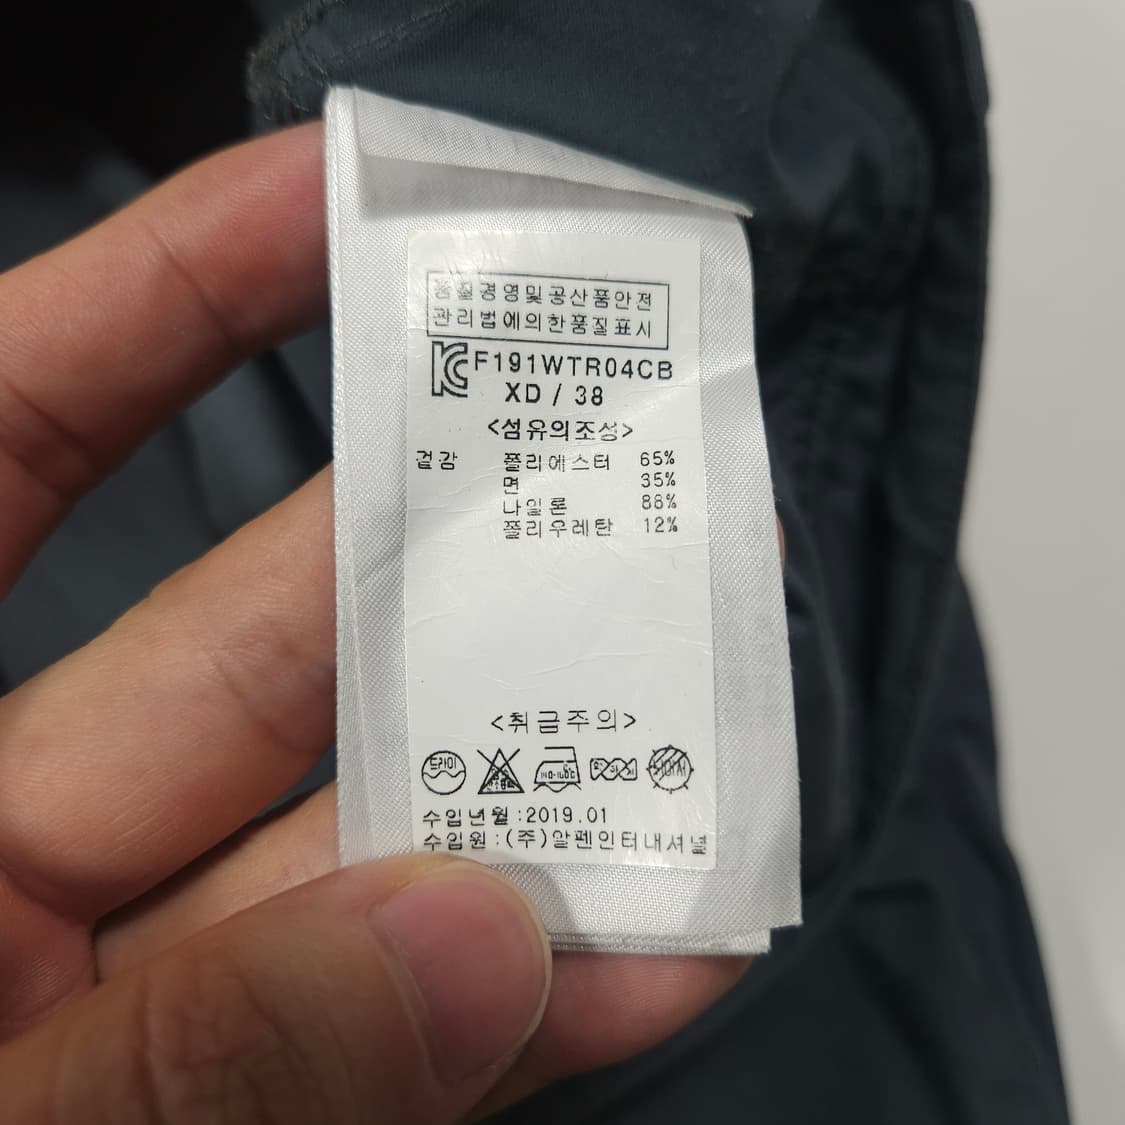 품질경영및공산품안전
관리법에의한품질표시
F191WTR04CB
XD / 38
<섬유의조성>
겉감 폴리에스터 65%
면 35%
나일론 88%
폴리우레탄 12%
<취급주의>
드라이
수입년월:2019.01
수입원:(주)알펜인터내셔널